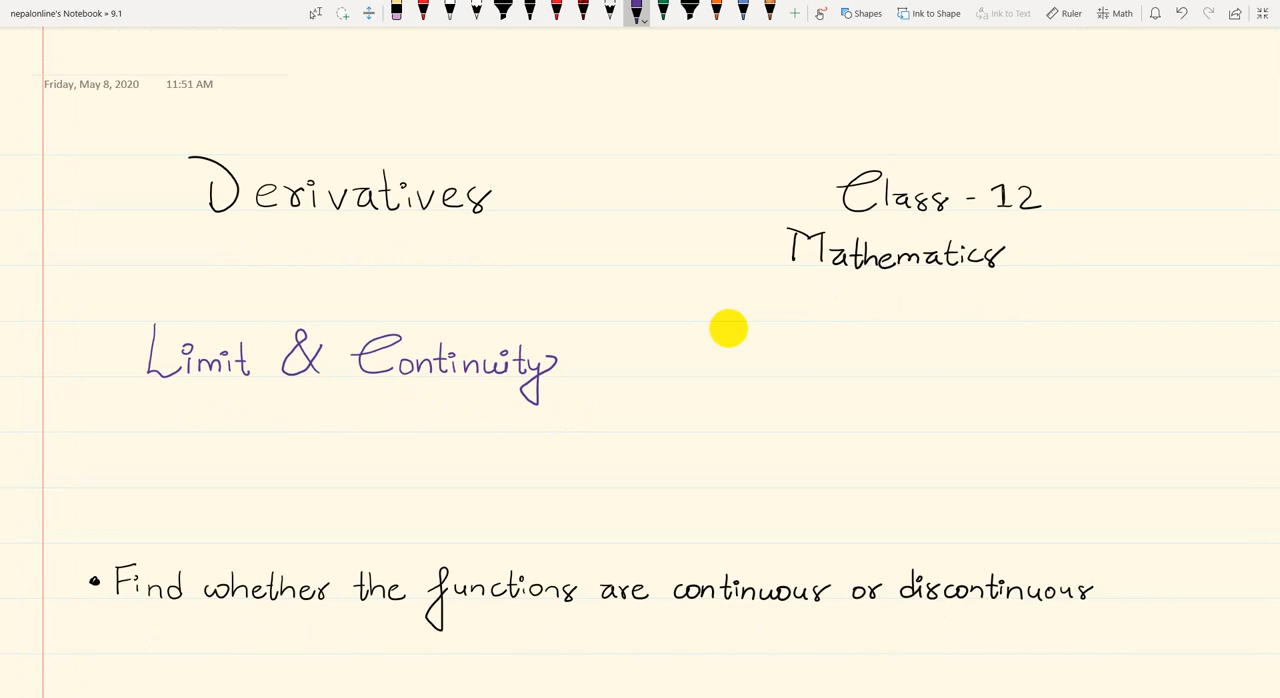 nepalonline's Notebook » 9.1
Shapes Ink to Shape Ink to Text Ruler Math
Friday, May 8, 2020 11:51 AM
Derivatives
Class - 12
Mathematics
Limit & Continuity
• Find whether the functions are continuous or discontinuous